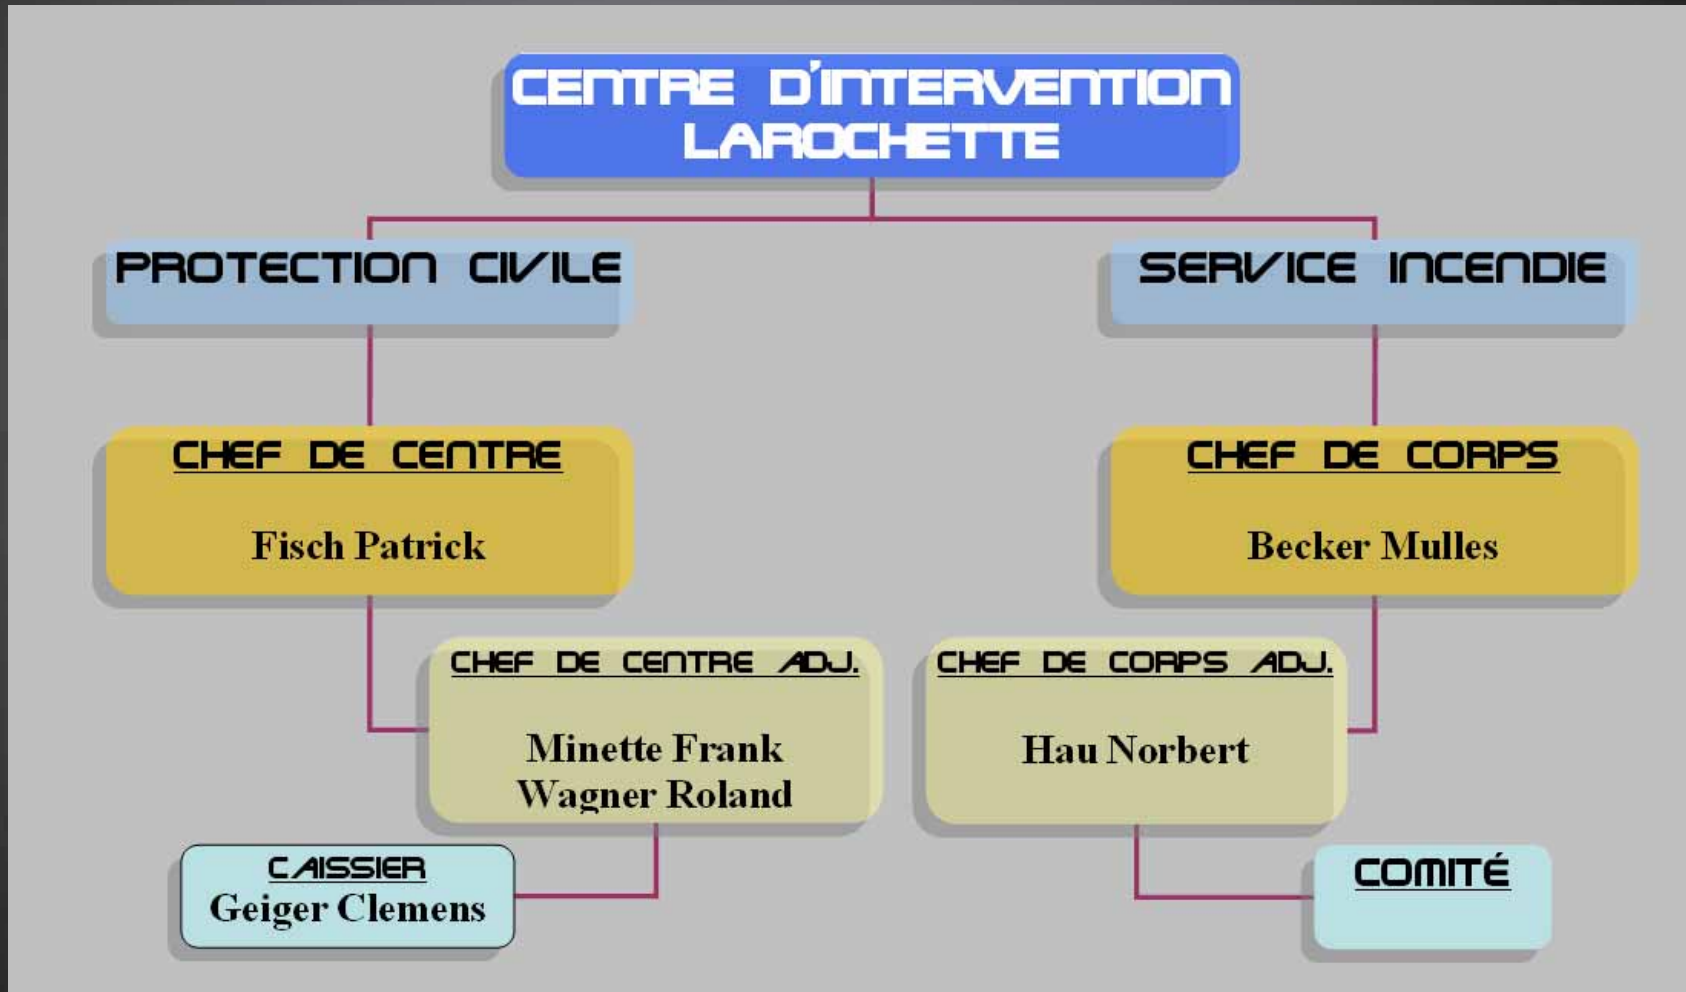 CENTRE D'INTERVENTION
LAROCHETTE
PROTECTION CIVILE
SERVICE INCENDIE
CHEF DE CENTRE
Fisch Patrick
CHEF DE CORPS
Becker Mulles
CHEF DE CENTRE ADJ.
Minette Frank
Wagner Roland
CHEF DE CORPS ADJ.
Hau Norbert
CAISSIER
Geiger Clemens
COMITÉ